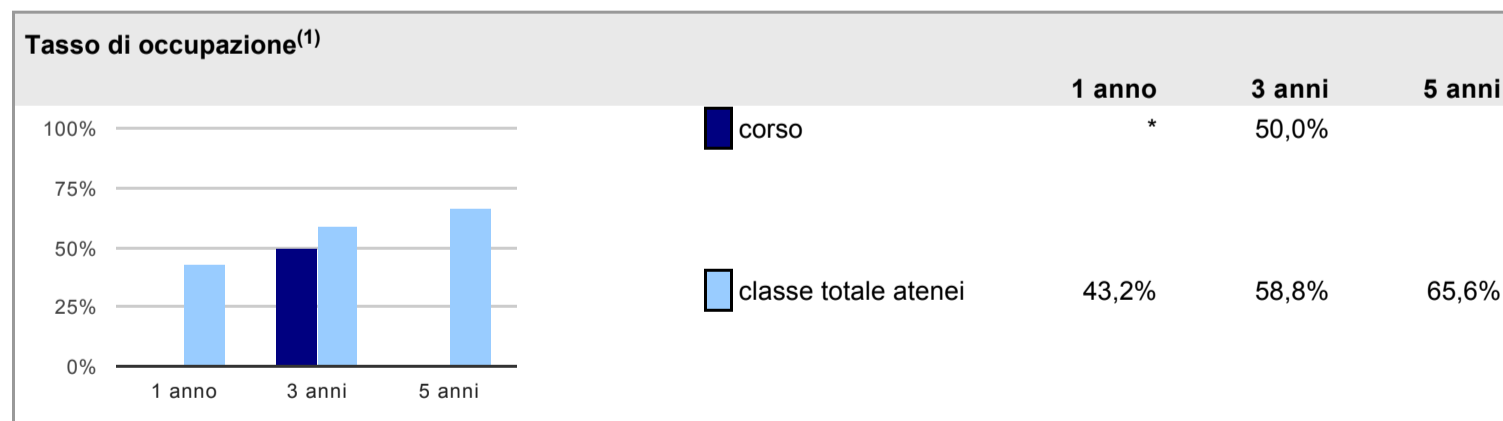 Tasso di occupazione(1)
1 anno 3 anni 5 anni
100%
75%
50%
25%
0%
1 anno 3 anni 5 anni
corso * 50,0%
classe totale atenei 43,2% 58,8% 65,6%